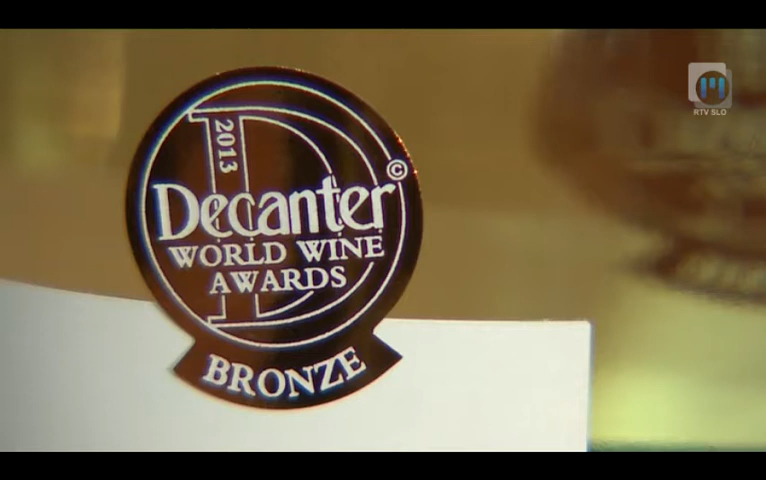 RTV SLO
2013
©
Decanter
WORLD WINE
AWARDS
BRONZE